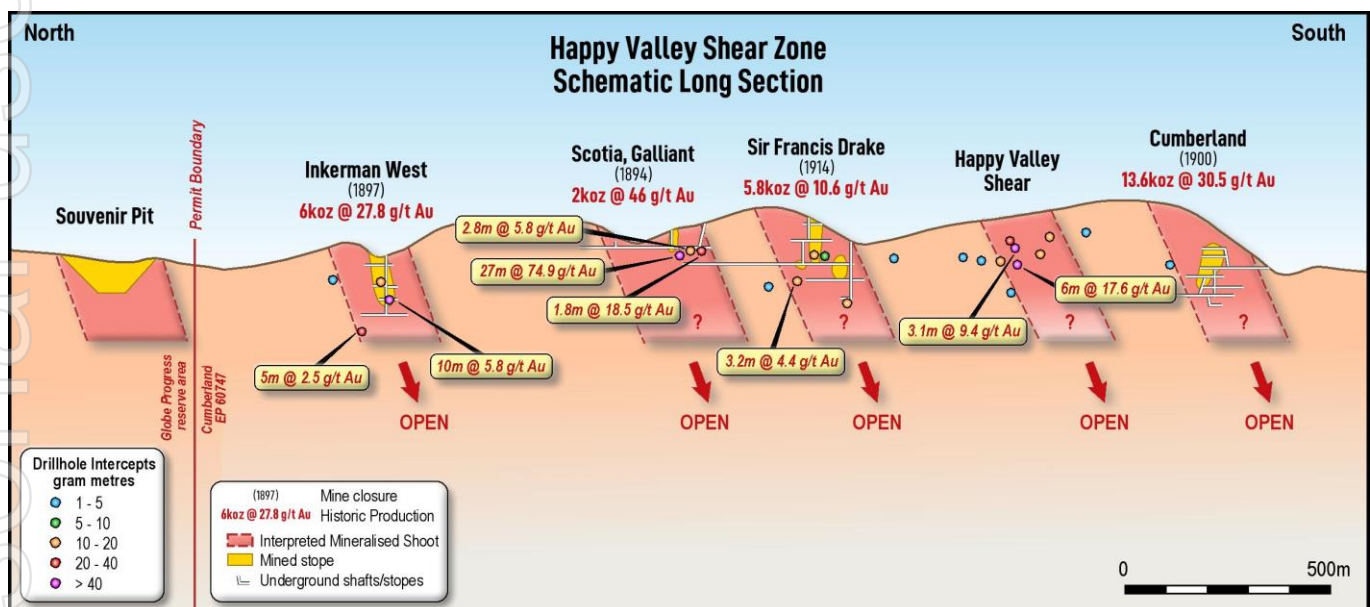 North
South
Happy Valley Shear Zone
Schematic Long Section
Permit Boundary
Souvenir Pit
Inkerman West
(1897)
6koz @ 27.8 g/t Au
Scotia, Galliant
(1894)
2koz @ 46 g/t Au
Sir Francis Drake
(1914)
5.8koz @ 10.6 g/t Au
Happy Valley
Shear
Cumberland
(1900)
13.6koz @ 30.5 g/t Au
2.8m @ 5.8 g/t Au
27m @ 74.9 g/t Au
1.8m @ 18.5 g/t Au
6m @ 17.6 g/t Au
3.1m @ 9.4 g/t Au
3.2m @ 4.4 g/t Au
5m @ 2.5 g/t Au
10m @ 5.8 g/t Au
?
?
?
?
OPEN
OPEN
OPEN
OPEN
OPEN
Globe Progress
reserve area
Cumberland
EP 60747
Drillhole Intercepts
gram metres
1 - 5
5 - 10
10 - 20
20 - 40
> 40
(1897) Mine closure
6koz @ 27.8 g/t Au Historic Production
Interpreted Mineralised Shoot
Mined stope
Underground shafts/stopes
0 500m